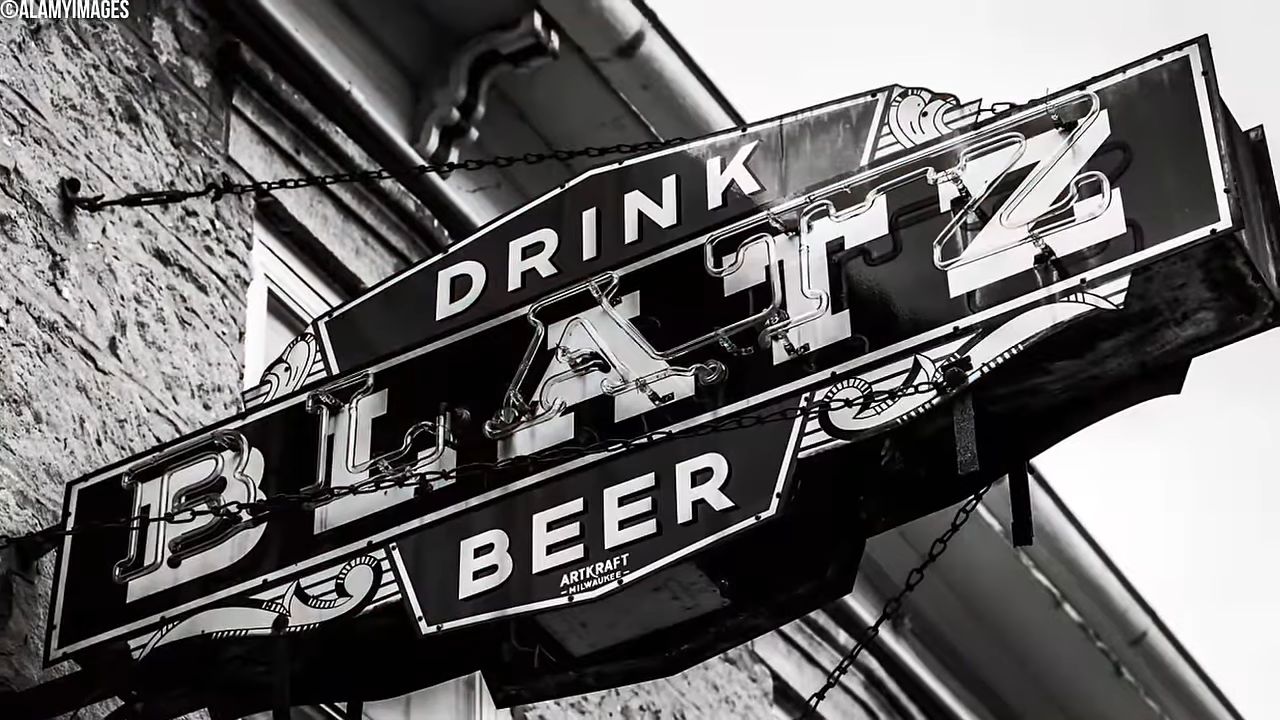 ©ALAMYIMAGES
DRINK
BLATZ
BEER
ARTKRAFT
-MILWAUKEE-